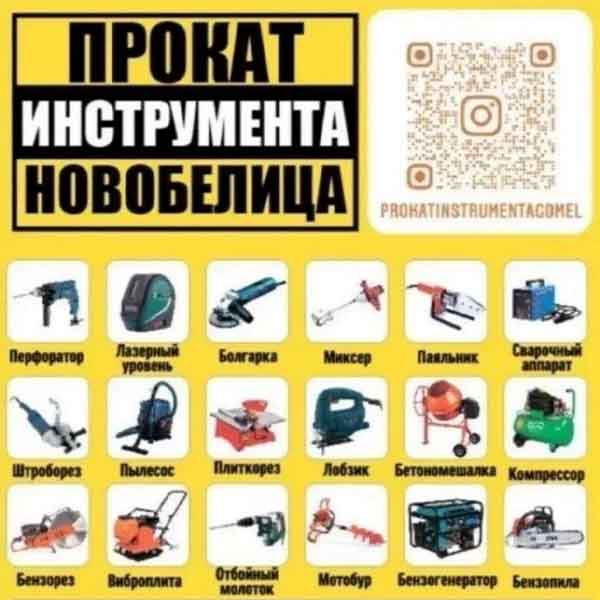 ПРОКАТ
ИНСТРУМЕНТА
НОВОБЕЛИЦА
PROKATINSTRUMENTAGOMEL
Перфоратор
Лазерный
уровень
Болгарка
Миксер
Паяльник
Сварочный
аппарат
Штроборез
Пылесос
Плиткорез
Лобзик
Бетономешалка
Компрессор
Бензорез
Виброплита
Отбойный
молоток
Мотобур
Бензогенератор
Бензопила